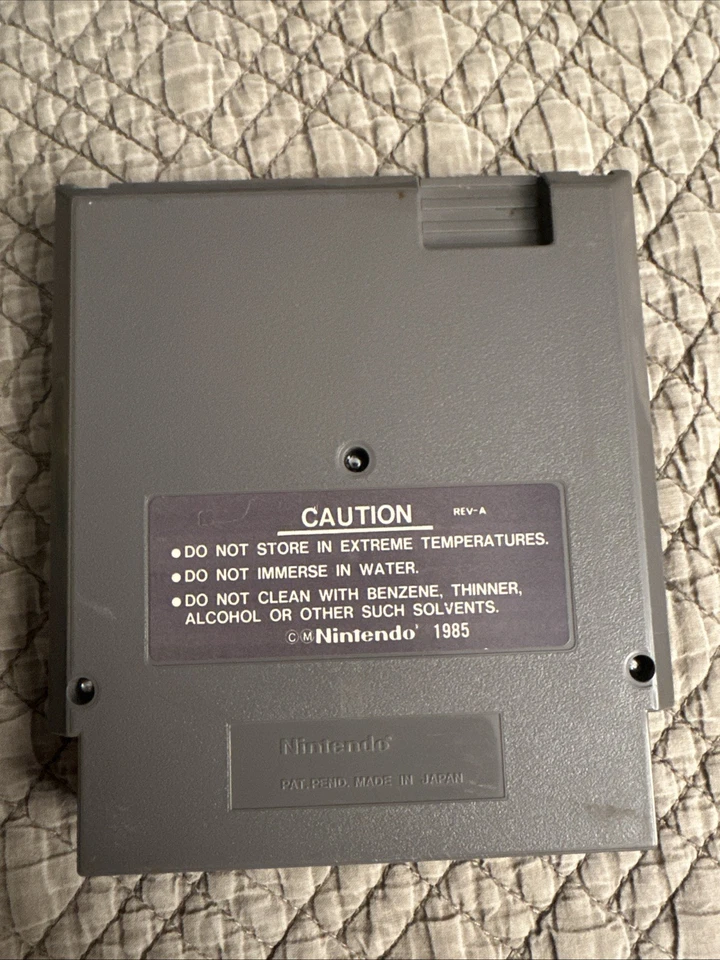 CAUTION REV-A
●DO NOT STORE IN EXTREME TEMPERATURES.
●DO NOT IMMERSE IN WATER.
●DO NOT CLEAN WITH BENZENE, THINNER,
ALCOHOL OR OTHER SUCH SOLVENTS.
ⒸⓂNintendo® 1985
Nintendo®
PAT. PEND. MADE IN JAPAN